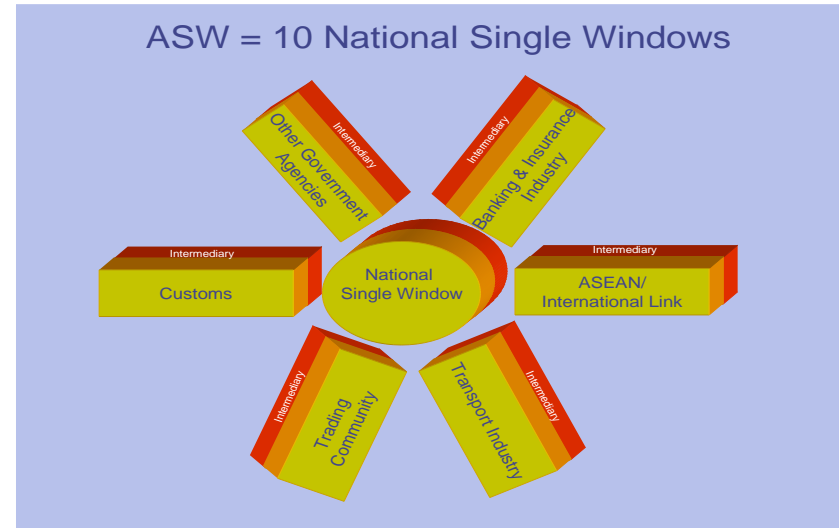 ASW = 10 National Single Windows
Intermediary
Other Government
Agencies
Intermediary
Banking & Insurance
Industry
Intermediary
Customs
National
Single Window
Intermediary
ASEAN/
International Link
Intermediary
Trading
Community
Intermediary
Transport Industry